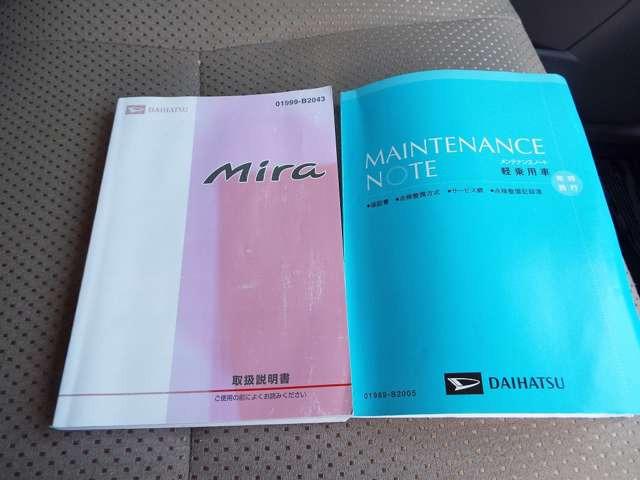 DAIHATSU
01999-B2043
Mira
取扱説明書
ご使用の前によくお読みください
MAINTENANCE
NOTE
メンテナンスノート
軽乗用車
●保証書 ●点検整備方式 ●サービス網 ●点検整備記録簿
01989-B2005
DAIHATSU